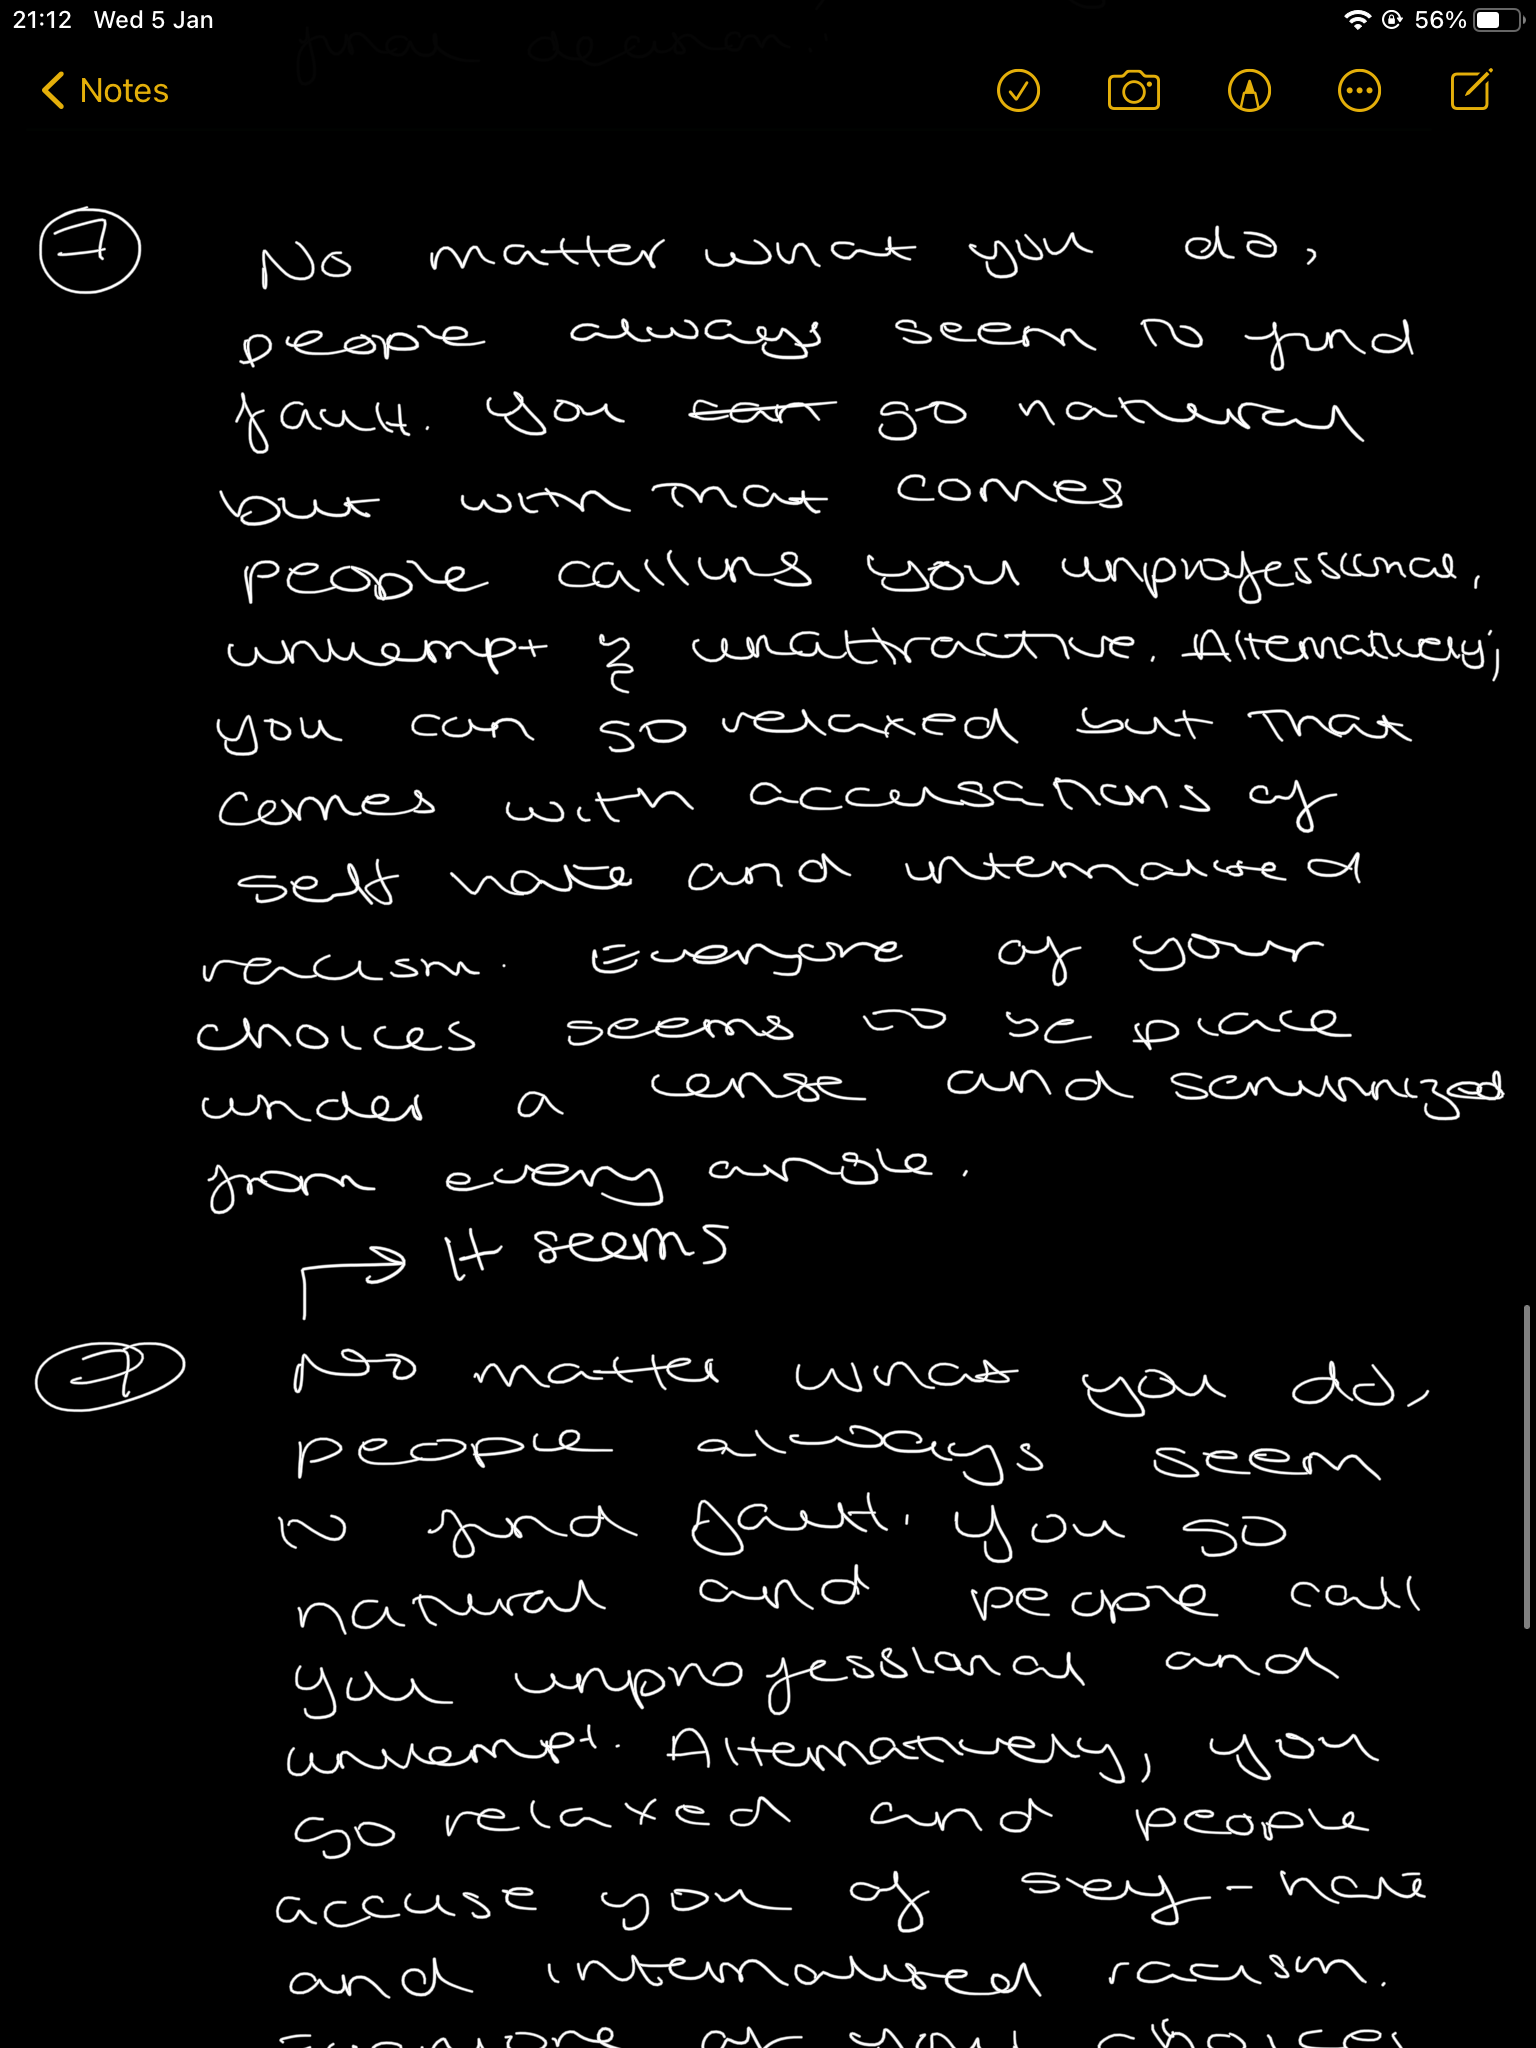 21:12 Wed 5 Jan 56%
final decision.
Notes
7
No matter what you do,
people always seem to find
fault. You can go natural
but with that comes
people calling you unprofessional,
unkempt & unattractive. Alternatively,
you can go relaxed but that
comes with accusations of
self hate and internalised
racism. Everyone of your
choices seems to be place
under a lense and scrutinized
from every angle.
→ It seems
7
No matter what you do,
people always seem
to find fault. You go
natural and people call
you unprofessional and
unkempt. Alternatively, you
go relaxed and people
accuse you of self-hate
and internalised racism.
Everyone of your choices